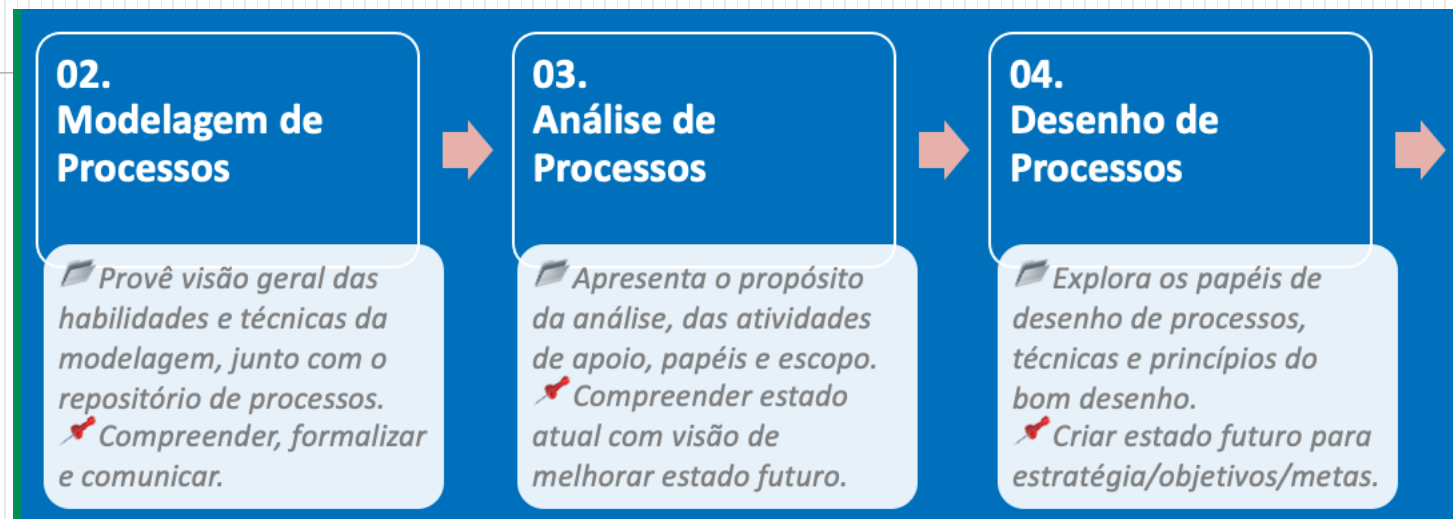 02.
Modelagem de
Processos
Provê visão geral das
habilidades e técnicas da
modelagem, junto com o
repositório de processos.
Compreender, formalizar
e comunicar.
03.
Análise de
Processos
Apresenta o propósito
da análise, das atividades
de apoio, papéis e escopo.
Compreender estado
atual com visão de
melhorar estado futuro.
04.
Desenho de
Processos
Explora os papéis de
desenho de processos,
técnicas e princípios do
bom desenho.
Criar estado futuro para
estratégia/objetivos/metas.